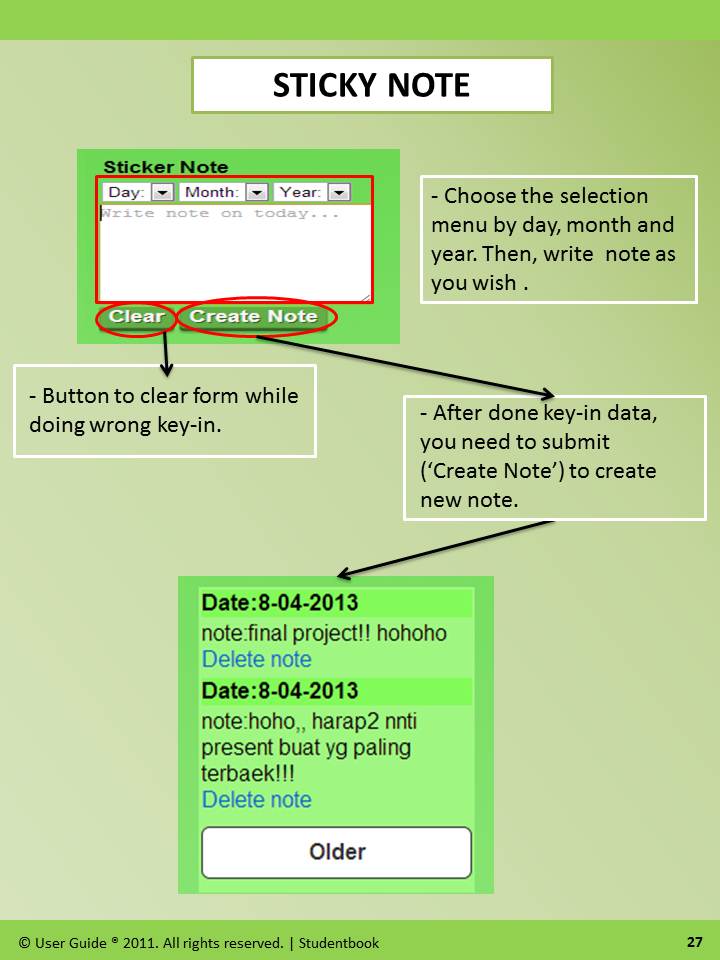 STICKY NOTE
Sticker Note
Day: Month: Year:
Write note on today...
Clear Create Note
- Choose the selection
menu by day, month and
year. Then, write  note as
you wish .
- Button to clear form while
doing wrong key-in.
- After done key-in data,
you need to submit
(‘Create Note’) to create
new note.
Date:8-04-2013
note:final project!! hohoho
Delete note
Date:8-04-2013
note:hoho,, harap2 nnti
present buat yg paling
terbaek!!!
Delete note
Older
© User Guide ® 2011. All rights reserved. | Studentbook
27